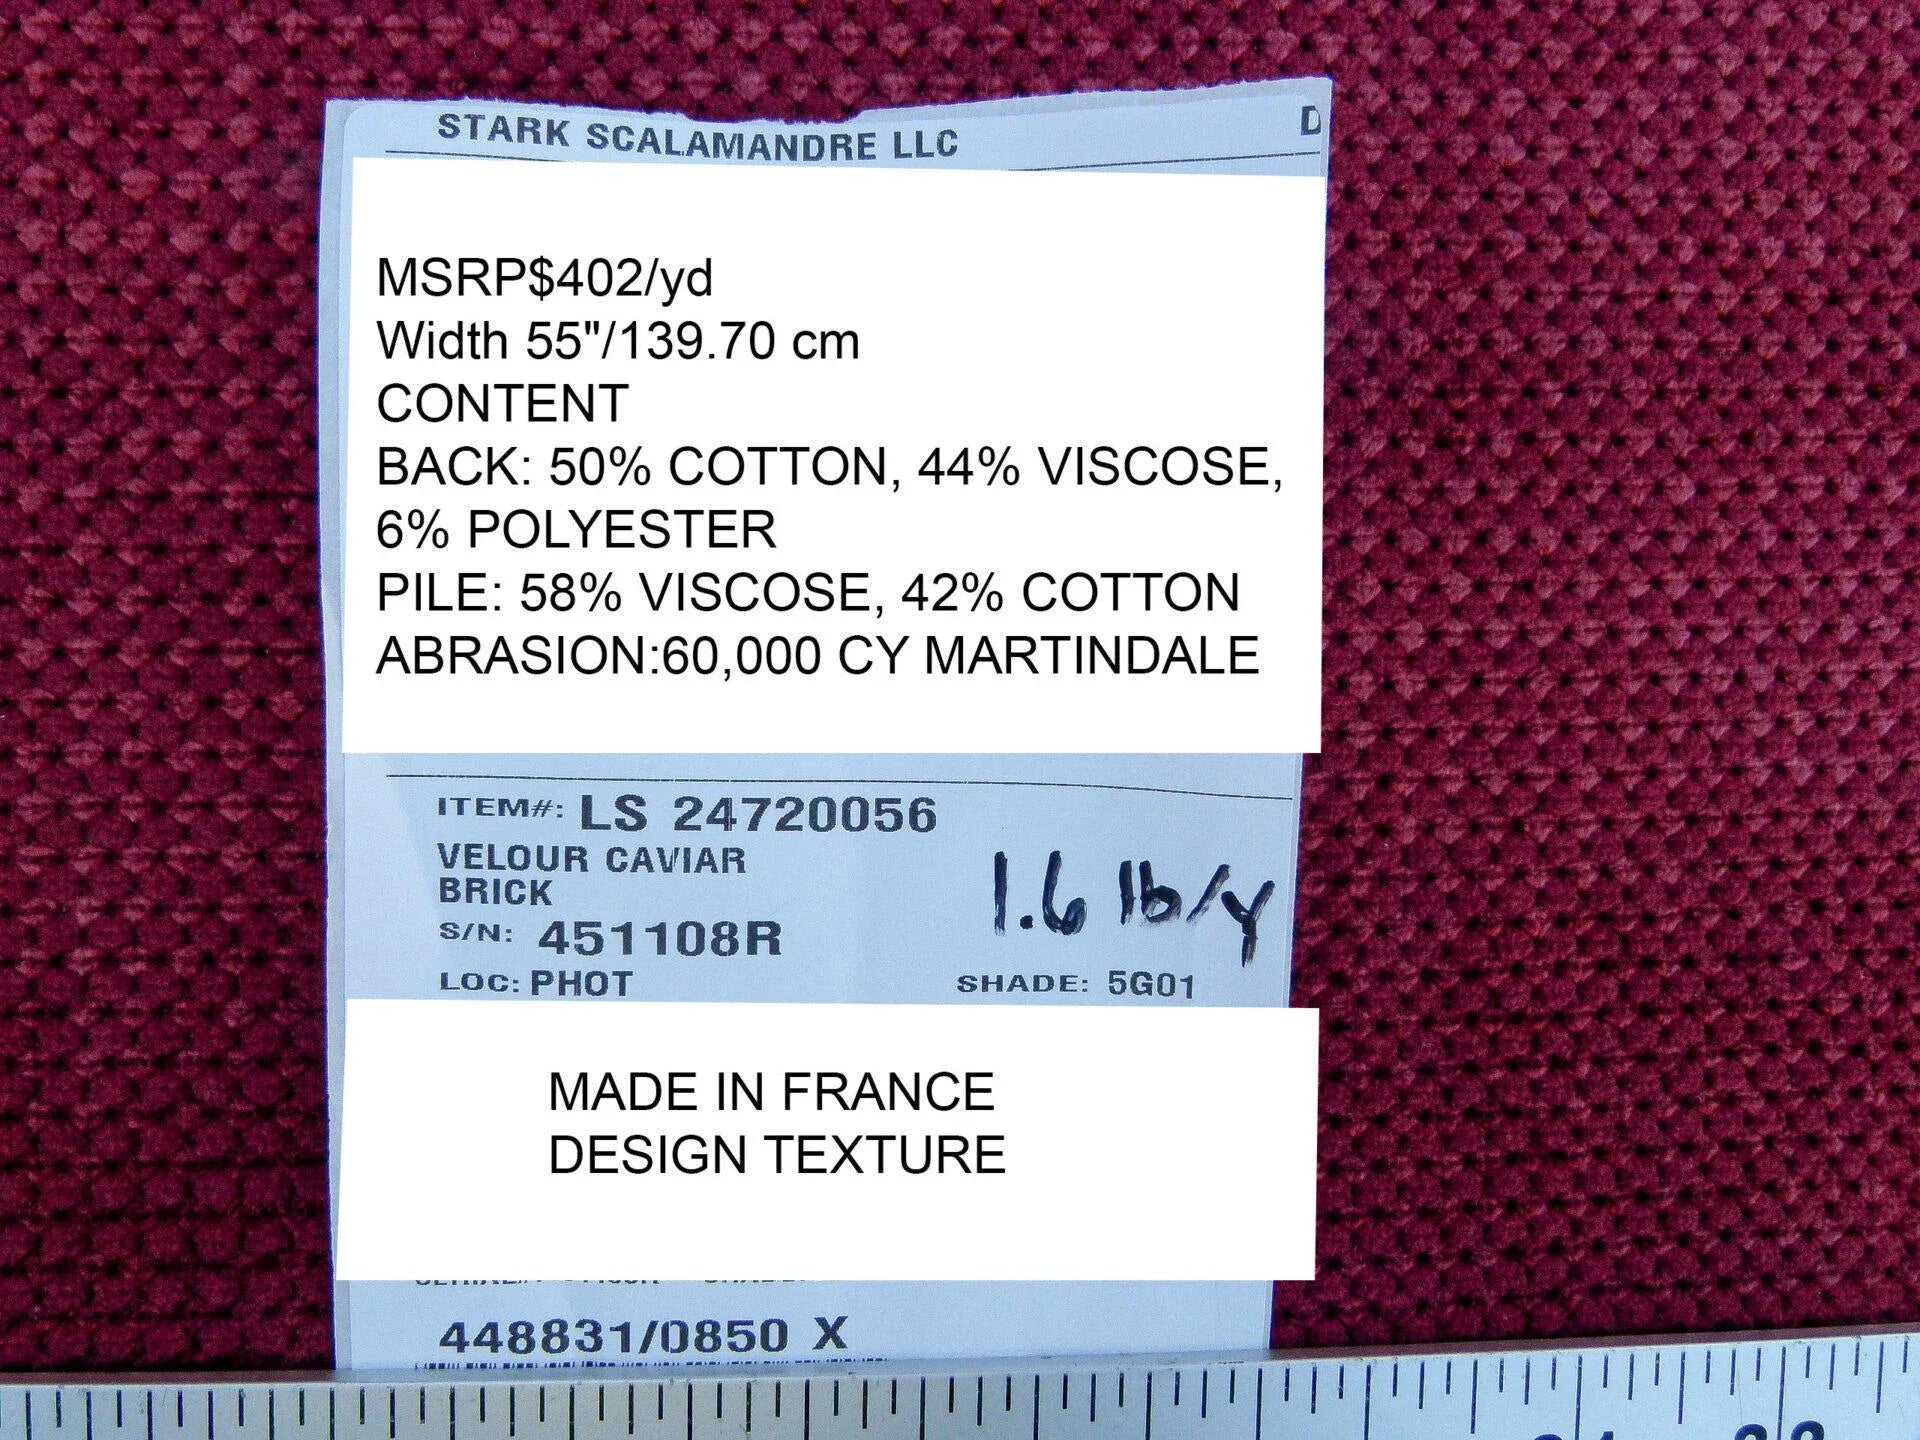 STARK SCALAMANDRE LLC
D
MSRP$402/yd
Width 55"/139.70 cm
CONTENT
BACK: 50% COTTON, 44% VISCOSE,
6% POLYESTER
PILE: 58% VISCOSE, 42% COTTON
ABRASION:60,000 CY MARTINDALE
ITEM#: LS 24720056
VELOUR CAVIAR
BRICK
1.6 lb/y
S/N: 451108R
LOC: PHOT SHADE: 5G01
MADE IN FRANCE
DESIGN TEXTURE
448831/0850 X